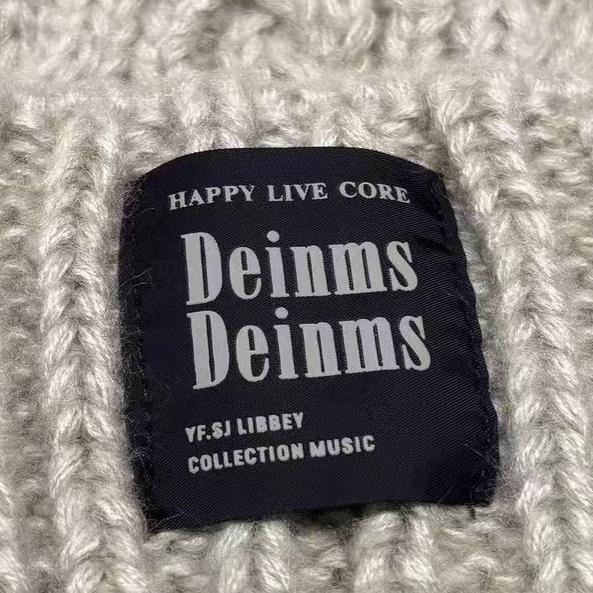 HAPPY LIVE CORE
Deinms
Deinms
YF.SJ LIBBEY
COLLECTION MUSIC